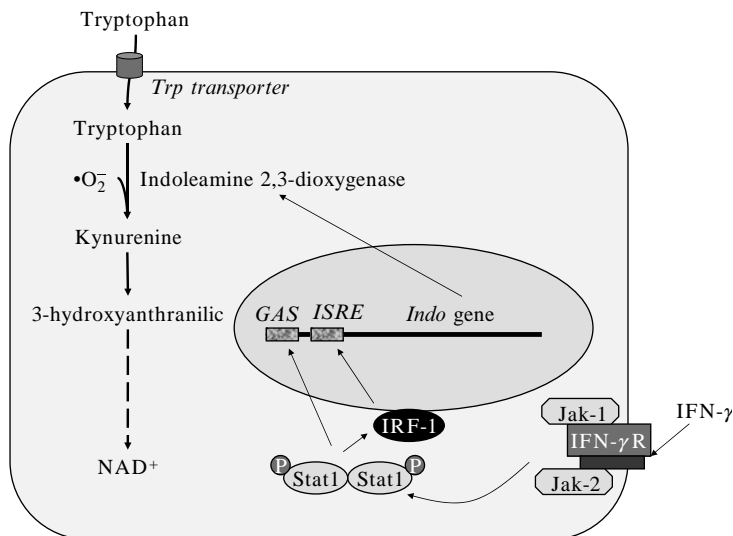 Tryptophan
Trp transporter
Tryptophan
•O₂⁻ Indoleamine 2,3-dioxygenase
Kynurenine
3-hydroxyanthranilic
GAS ISRE Indo gene
IRF-1
Jak-1
IFN-γ
IFN-γR
Jak-2
P P
Stat1 Stat1
NAD⁺